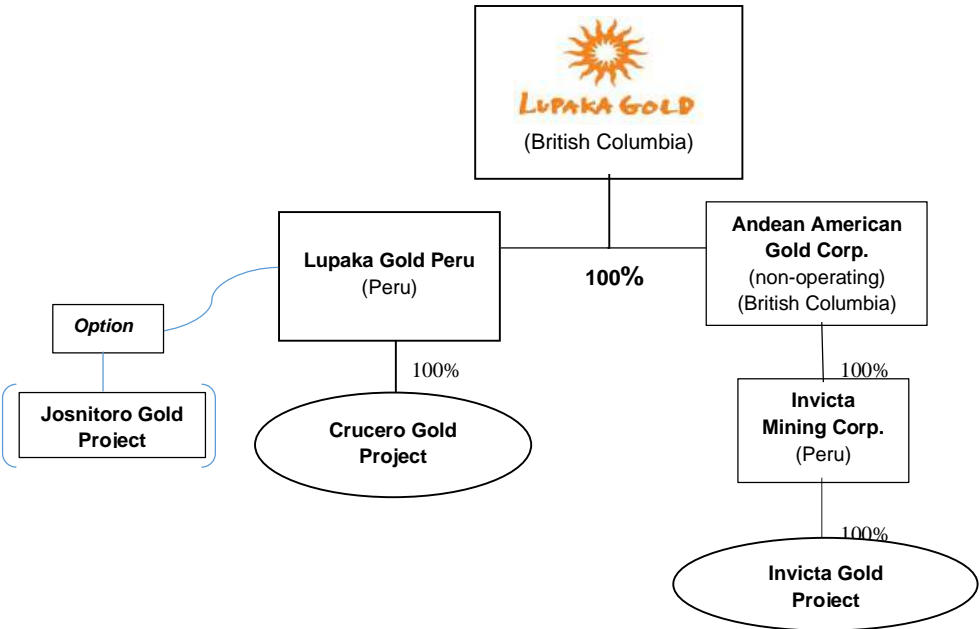 LUPAKA GOLD
(British Columbia)
Lupaka Gold Peru
(Peru)
100%
Andean American
Gold Corp.
(non-operating)
(British Columbia)
Option
Josnitoro Gold
Project
100%
Crucero Gold
Project
100%
Invicta
Mining Corp.
(Peru)
100%
Invicta Gold
Project